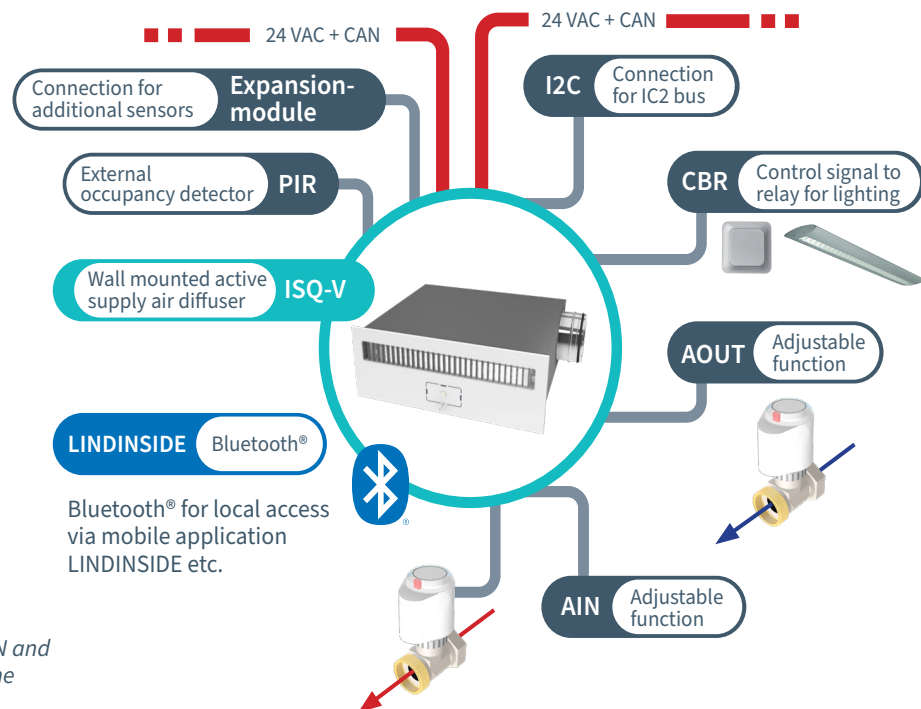 24 VAC + CAN
24 VAC + CAN
Connection for
additional sensors
Expansion-
module
I2C
Connection
for IC2 bus
External
occupancy detector
PIR
CBR
Control signal to
relay for lighting
Wall mounted active
supply air diffuser
ISQ-V
AOUT
Adjustable
function
LINDINSIDE
Bluetooth®
Bluetooth® for local access
via mobile application
LINDINSIDE etc.
®
AIN
Adjustable
function
N and